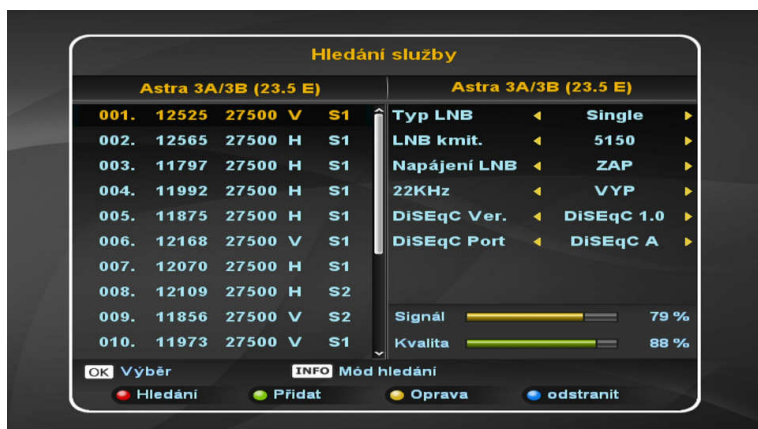 Hledání služby
Astra 3A/3B (23.5 E)
Astra 3A/3B (23.5 E)
001. 12525 27500 V S1
002. 12565 27500 H S1
003. 11797 27500 H S1
004. 11992 27500 H S1
005. 11875 27500 H S1
006. 12168 27500 V S1
007. 12070 27500 H S1
008. 12109 27500 H S2
009. 11856 27500 V S2
010. 11973 27500 V S1
Typ LNB Single
LNB kmit. 5150
Napájení LNB ZAP
22KHz VYP
DiSEqC Ver. DiSEqC 1.0
DiSEqC Port DiSEqC A
Signál 79 %
Kvalita 88 %
OK Výběr INFO Mód hledání
Hledání Přidat Oprava odstranit